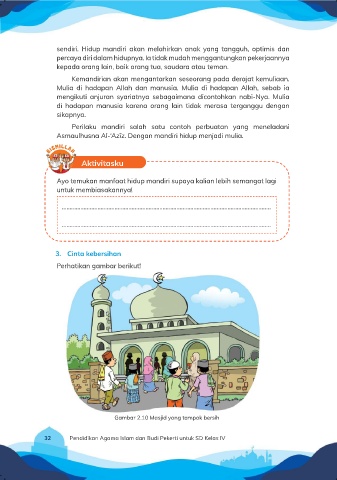 sendiri. Hidup mandiri akan melahirkan anak yang tangguh, optimis dan
percaya diri dalam hidupnya. Ia tidak mudah menggantungkan pekerjaannya
kepada orang lain, baik orang tua, saudara atau teman.
Kemandirian akan mengantarkan seseorang pada derajat kemuliaan,
Mulia di hadapan Allah dan manusia. Mulia di hadapan Allah, sebab ia
mengikuti anjuran syariatnya sebagaimana dicontohkan nabi-Nya. Mulia
di hadapan manusia karena orang lain tidak merasa terganggu dengan
sikapnya.
Perilaku mandiri salah satu contoh perbuatan yang meneladani
Asmaulhusna Al-'Azīz. Dengan mandiri hidup menjadi mulia.
BISMILLAH
Aktivitasku
Ayo temukan manfaat hidup mandiri supaya kalian lebih semangat lagi
untuk membiasakannya!
3. Cinta kebersihan
Perhatikan gambar berikut!
Gambar 2.10 Masjid yang tampak bersih
32 Pendidikan Agama Islam dan Budi Pekerti untuk SD Kelas IV